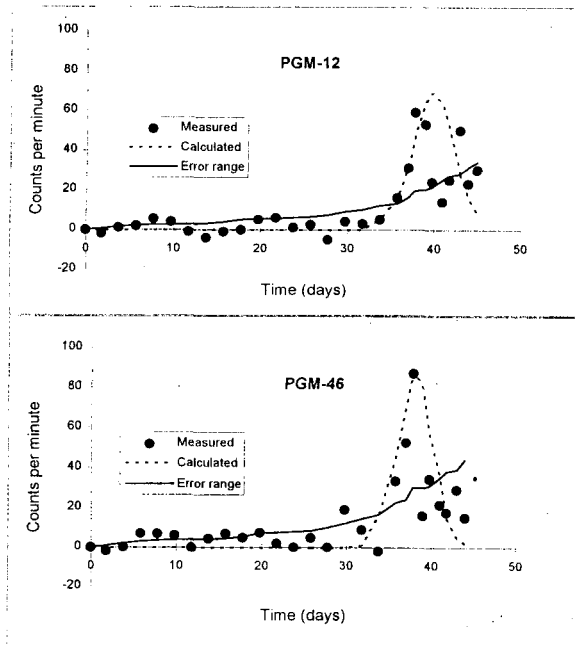 100
80
60
40
20
0
-20
Counts per minute
PGM-12
Measured
Calculated
Error range
0 10 20 30 40 50
Time (days)
100
80
60
40
20
0
-20
Counts per minute
PGM-46
Measured
Calculated
Error range
0 10 20 30 40 50
Time (days)